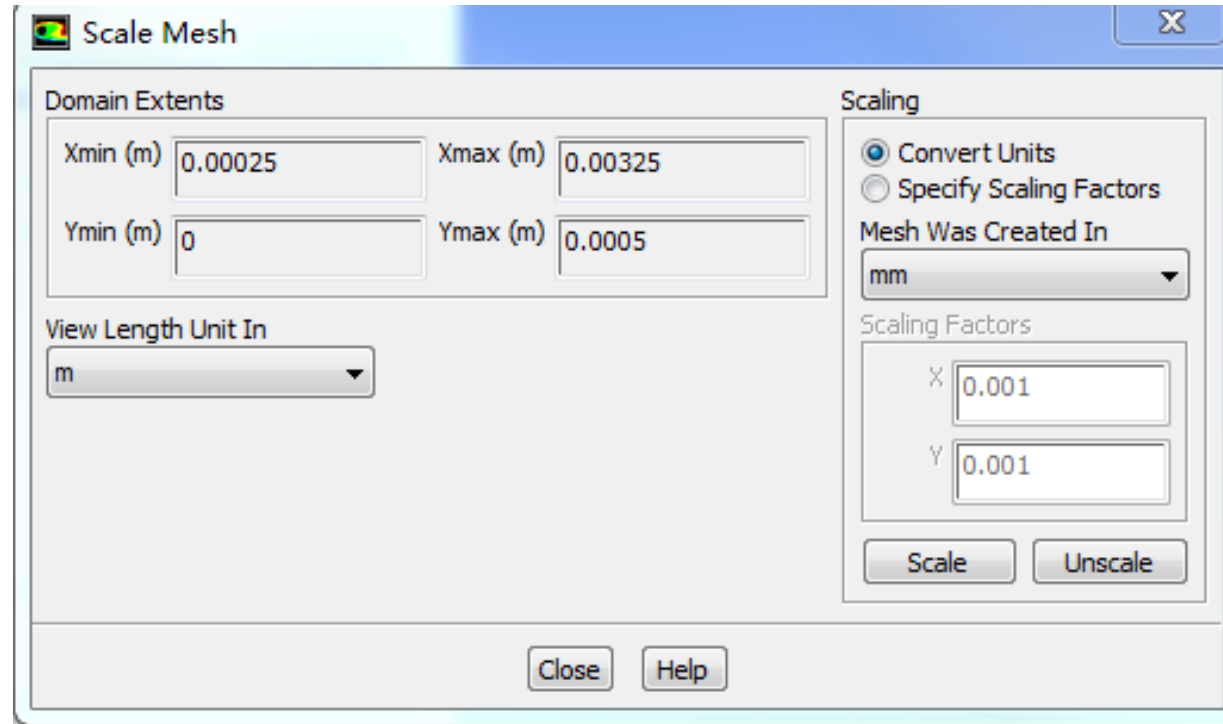 Scale Mesh
Domain Extents
Xmin (m) 0.00025 Xmax (m) 0.00325
Ymin (m) 0 Ymax (m) 0.0005
View Length Unit In
m
Scaling
Convert Units
Specify Scaling Factors
Mesh Was Created In
mm
Scaling Factors
X 0.001
Y 0.001
Scale Unscale
Close Help